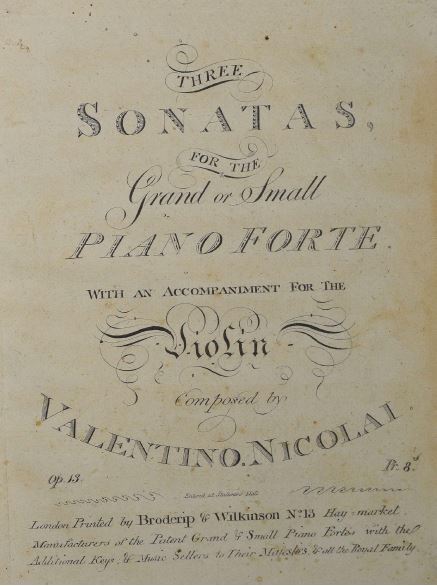 THREE
SONATAS,
FOR THE
Grand or Small
PIANO FORTE.
WITH AN ACCOMPANIMENT FOR THE
Violin
Composed by
VALENTINO. NICOLAI.
Op. 13. Entered at Stationers Hall Pr. 8s
London Printed by Broderip & Wilkinson No. 13 Hay-market.
Manufacturers of the Patent Grand & Small Piano Fortes with the
Additional Keys, & Music Sellers to Their Majesties, & all the Royal Family.